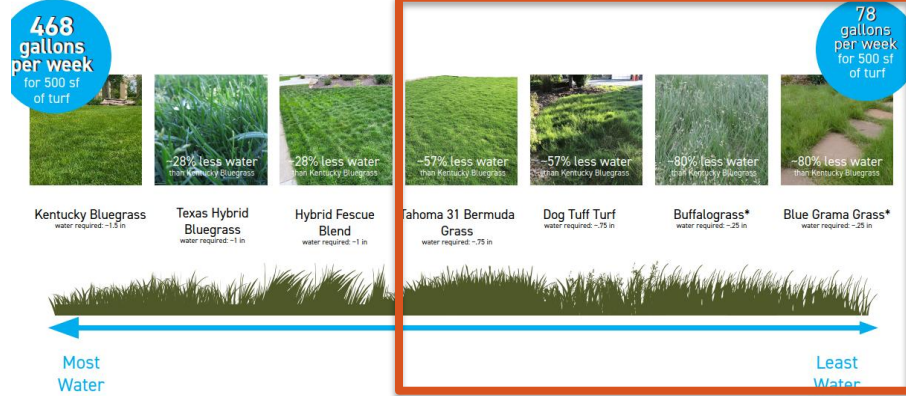 468
gallons
per week
for 500 sf
of turf
78
gallons
per week
for 500 sf
of turf
~28% less water
than Kentucky Bluegrass
~28% less water
than Kentucky Bluegrass
~57% less water
than Kentucky Bluegrass
~57% less water
than Kentucky Bluegrass
~80% less water
than Kentucky Bluegrass
~80% less water
than Kentucky Bluegrass
Kentucky Bluegrass
water required: ~1.5 in
Texas Hybrid
Bluegrass
water required: ~1 in
Hybrid Fescue
Blend
water required: ~1 in
Tahoma 31 Bermuda
Grass
water required: ~.75 in
Dog Tuff Turf
water required: ~.75 in
Buffalograss*
water required: ~.25 in
Blue Grama Grass*
water required: ~.25 in
Most
Water
Least
Water